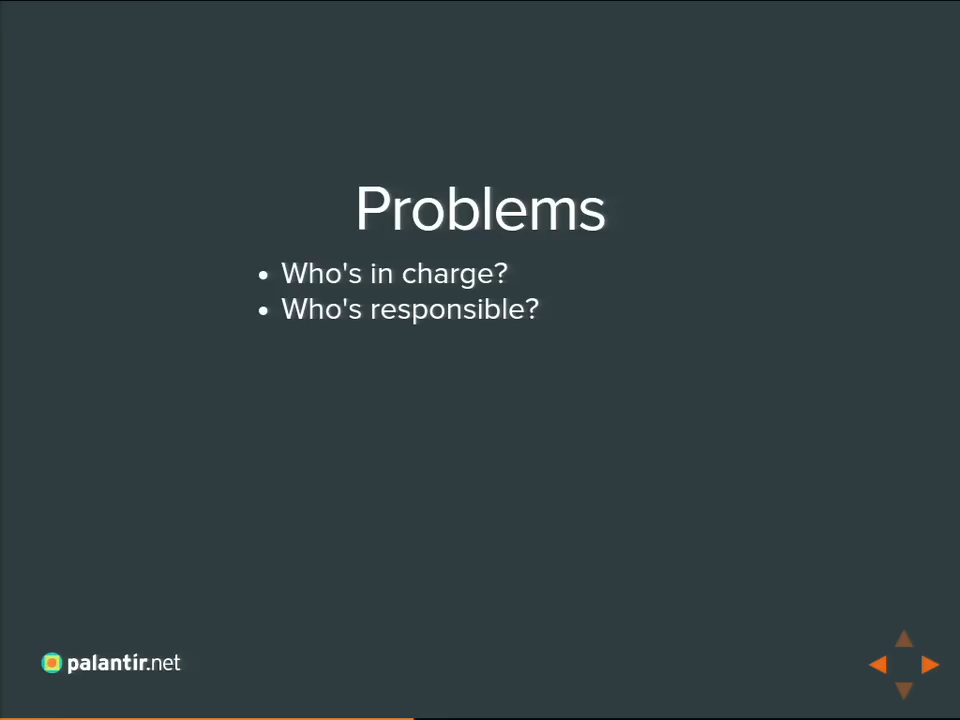 Problems
• Who's in charge?
• Who's responsible?
palantir.net